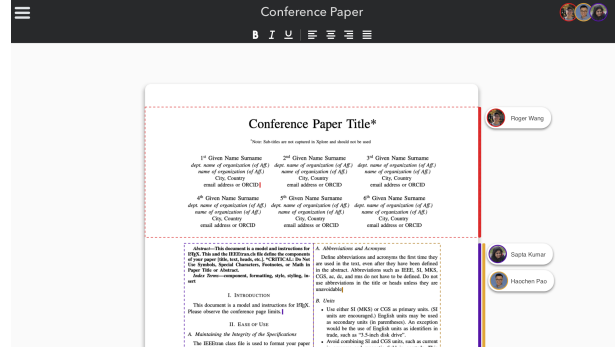 Conference Paper
B I U
Conference Paper Title*
*Note: Sub-titles are not captured in Xplore and should not be used
1st Given Name Surname 2nd Given Name Surname 3rd Given Name Surname
dept. name of organization (of Aff.) dept. name of organization (of Aff.) dept. name of organization (of Aff.)
name of organization (of Aff.) name of organization (of Aff.) name of organization (of Aff.)
City, Country City, Country City, Country
email address or ORCID email address or ORCID email address or ORCID
4th Given Name Surname 5th Given Name Surname 6th Given Name Surname
dept. name of organization (of Aff.) dept. name of organization (of Aff.) dept. name of organization (of Aff.)
name of organization (of Aff.) name of organization (of Aff.) name of organization (of Aff.)
City, Country City, Country City, Country
email address or ORCID email address or ORCID email address or ORCID
Roger Wang
Abstract—This document is a model and instructions for
LATEX. This and the IEEEtran.cls file define the components
of your paper [title, text, heads, etc.]. *CRITICAL: Do Not
Use Symbols, Special Characters, Footnotes, or Math in
Paper Title or Abstract.
Index Terms—component, formatting, style, styling, in-
sert
I. INTRODUCTION
This document is a model and instructions for LATEX.
Please observe the conference page limits.
II. EASE OF USE
A. Maintaining the Integrity of the Specifications
The IEEEtran class file is used to format your paper
A. Abbreviations and Acronyms
Define abbreviations and acronyms the first time they
are used in the text, even after they have been defined
in the abstract. Abbreviations such as IEEE, SI, MKS,
CGS, ac, dc, and rms do not have to be defined. Do not
use abbreviations in the title or heads unless they are
unavoidable
B. Units
• Use either SI (MKS) or CGS as primary units. (SI
units are encouraged.) English units may be used
as secondary units (in parentheses). An exception
would be the use of English units as identifiers in
trade, such as "3.5-inch disk drive".
• Avoid combining SI and CGS units, such as current
Sapta Kumar
Haochen Pao